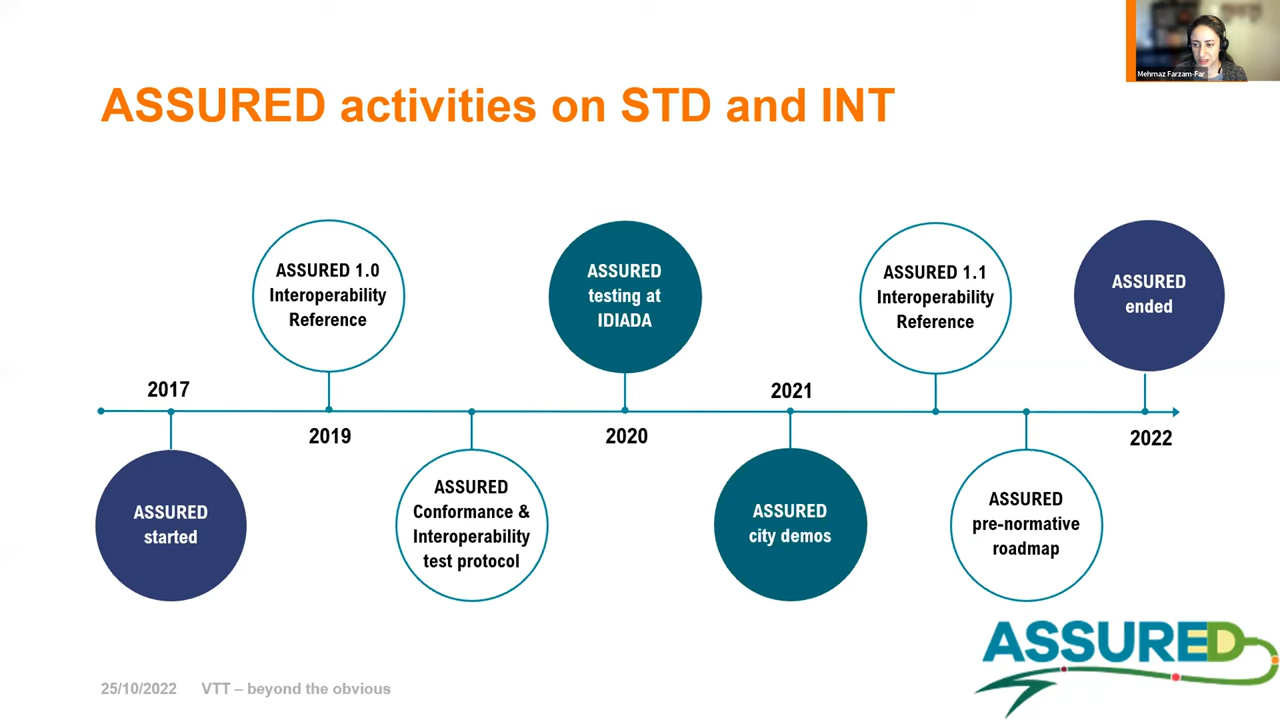 Mehrnaz Farzam-Far
ASSURED activities on STD and INT
ASSURED 1.0
Interoperability
Reference
ASSURED
testing at
IDIADA
ASSURED 1.1
Interoperability
Reference
ASSURED
ended
2017
2021
2019
2020
2022
ASSURED
started
ASSURED
Conformance &
Interoperability
test protocol
ASSURED
city demos
ASSURED
pre-normative
roadmap
ASSURED
25/10/2022 VTT – beyond the obvious